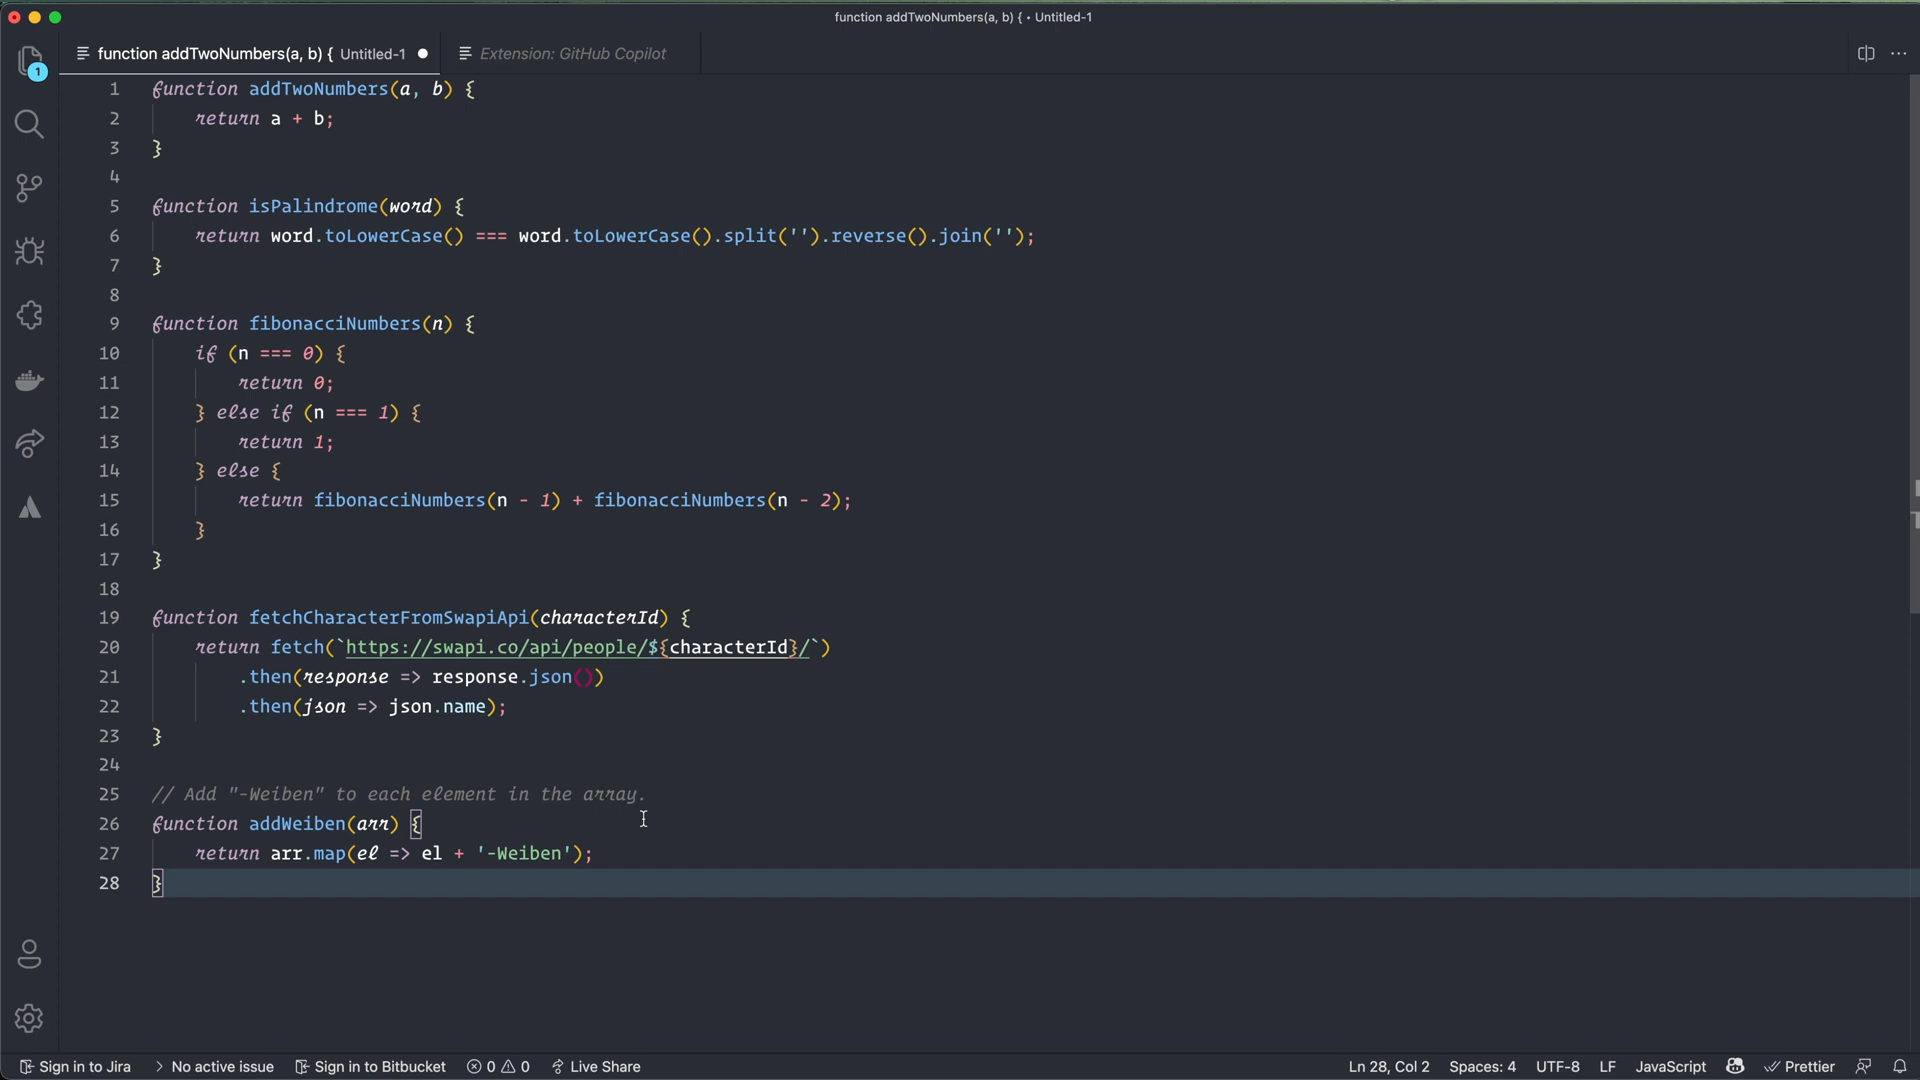 function addTwoNumbers(a, b) { • Untitled-1
function addTwoNumbers(a, b) { Untitled-1 ● Extension: GitHub Copilot
1
1 function addTwoNumbers(a, b) {
2     return a + b;
3 }
4
5 function isPalindrome(word) {
6     return word.toLowerCase() === word.toLowerCase().split('').reverse().join('');
7 }
8
9 function fibonacciNumbers(n) {
10     if (n === 0) {
11         return 0;
12     } else if (n === 1) {
13         return 1;
14     } else {
15         return fibonacciNumbers(n - 1) + fibonacciNumbers(n - 2);
16     }
17 }
18
19 function fetchCharacterFromSwapiApi(characterId) {
20     return fetch(`https://swapi.co/api/people/${characterId}/`)
21         .then(response => response.json())
22         .then(json => json.name);
23 }
24
25 // Add "-Weiben" to each element in the array.
26 function addWeiben(arr) {
27     return arr.map(el => el + '-Weiben');
28 }
Sign in to Jira > No active issue Sign in to Bitbucket 0 0 Live Share Ln 28, Col 2 Spaces: 4 UTF-8 LF JavaScript Prettier